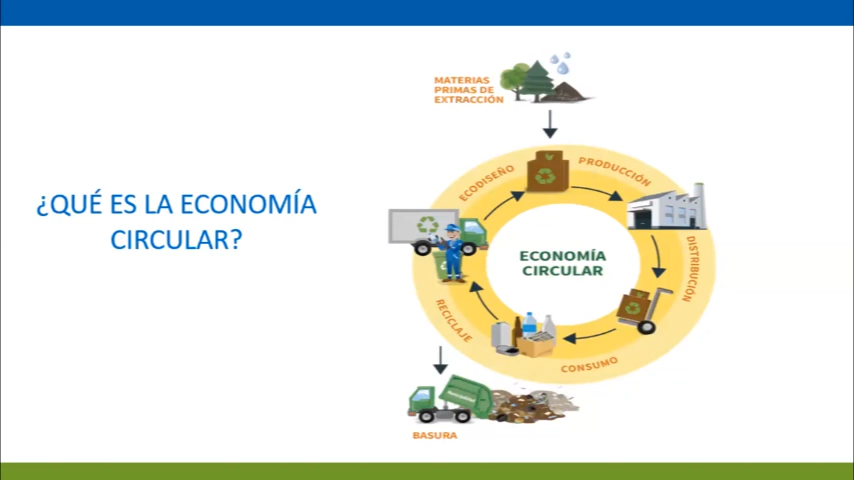 ¿QUÉ ES LA ECONOMÍA
CIRCULAR?
MATERIAS
PRIMAS DE
EXTRACCIÓN
ECODISEÑO
PRODUCCIÓN
DISTRIBUCIÓN
CONSUMO
RECICLAJE
ECONOMÍA
CIRCULAR
BASURA